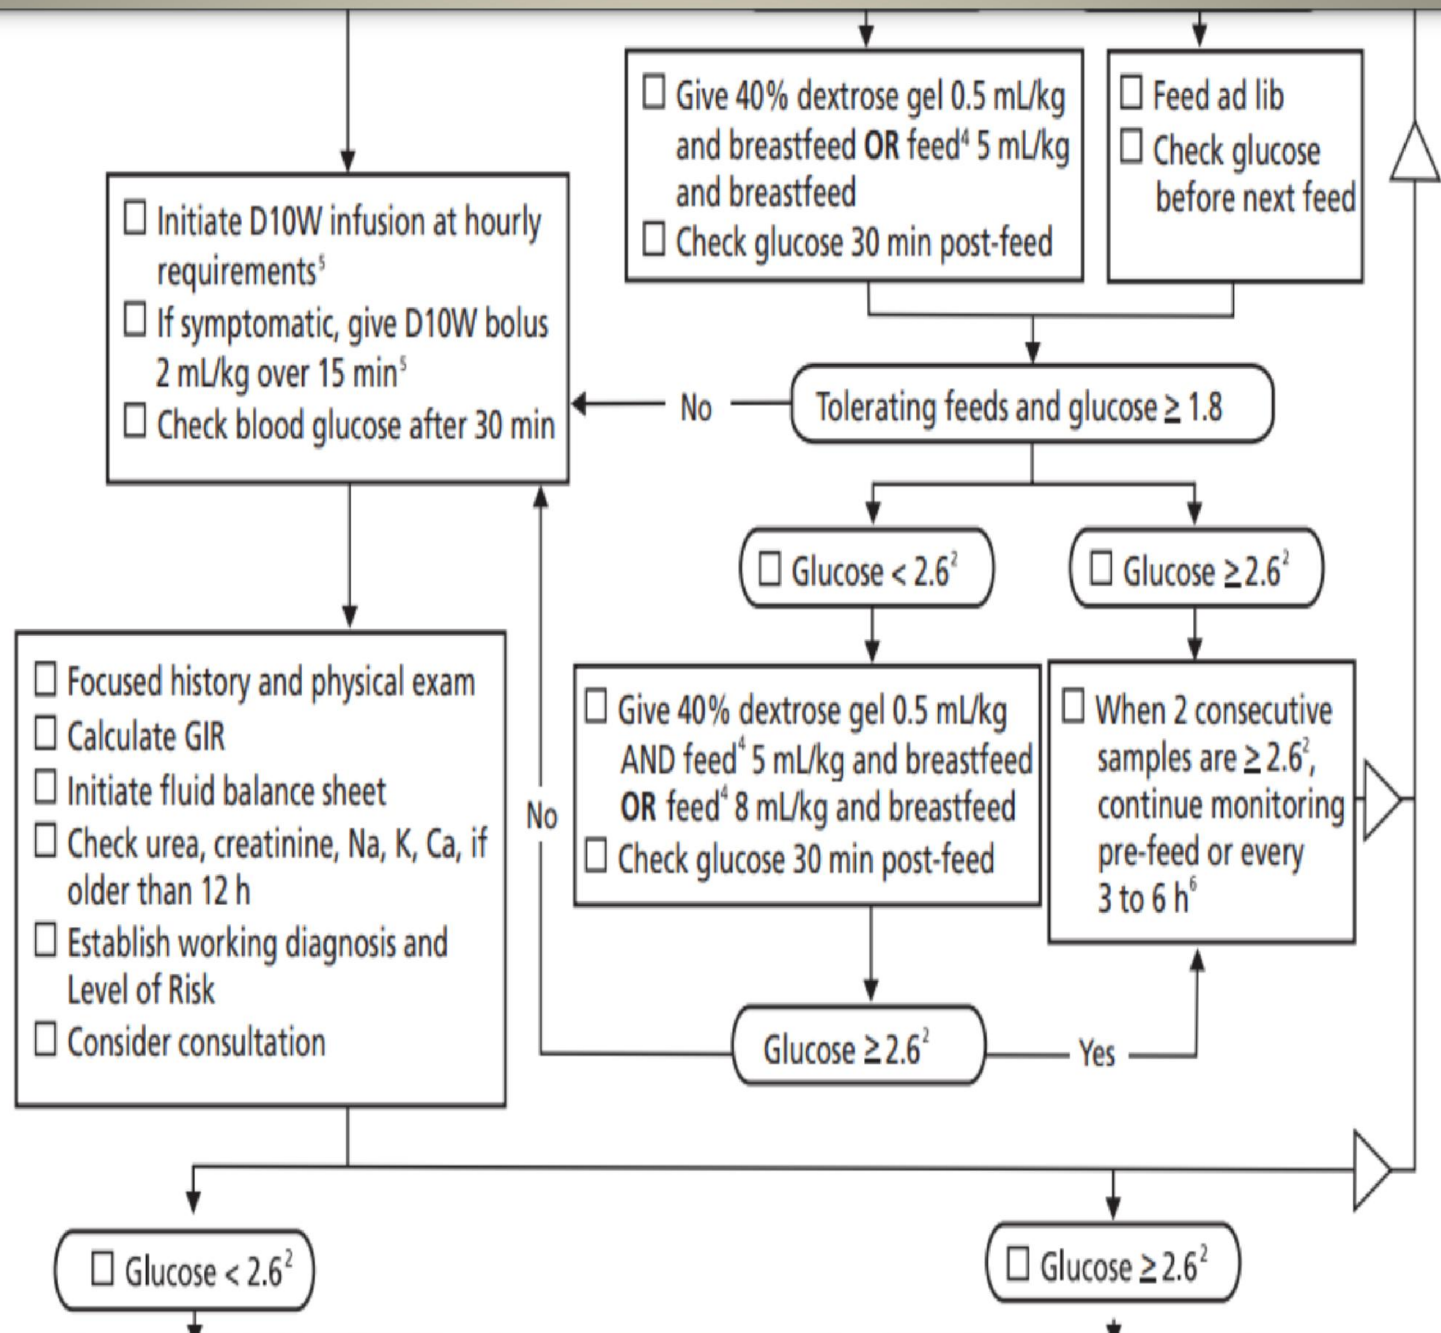 ☐ Give 40% dextrose gel 0.5 mL/kg
and breastfeed OR feed⁴ 5 mL/kg
and breastfeed
☐ Check glucose 30 min post-feed
☐ Feed ad lib
☐ Check glucose
before next feed
☐ Initiate D10W infusion at hourly
requirements⁵
☐ If symptomatic, give D10W bolus
2 mL/kg over 15 min⁵
☐ Check blood glucose after 30 min
No
Tolerating feeds and glucose ≥ 1.8
☐ Glucose < 2.6²
☐ Glucose ≥ 2.6²
☐ Focused history and physical exam
☐ Calculate GIR
☐ Initiate fluid balance sheet
☐ Check urea, creatinine, Na, K, Ca, if
older than 12 h
☐ Establish working diagnosis and
Level of Risk
☐ Consider consultation
No
☐ Give 40% dextrose gel 0.5 mL/kg
AND feed⁴ 5 mL/kg and breastfeed
OR feed⁴ 8 mL/kg and breastfeed
☐ Check glucose 30 min post-feed
☐ When 2 consecutive
samples are ≥ 2.6²,
continue monitoring
pre-feed or every
3 to 6 h⁶
Glucose ≥ 2.6²
Yes
☐ Glucose < 2.6²
☐ Glucose ≥ 2.6²